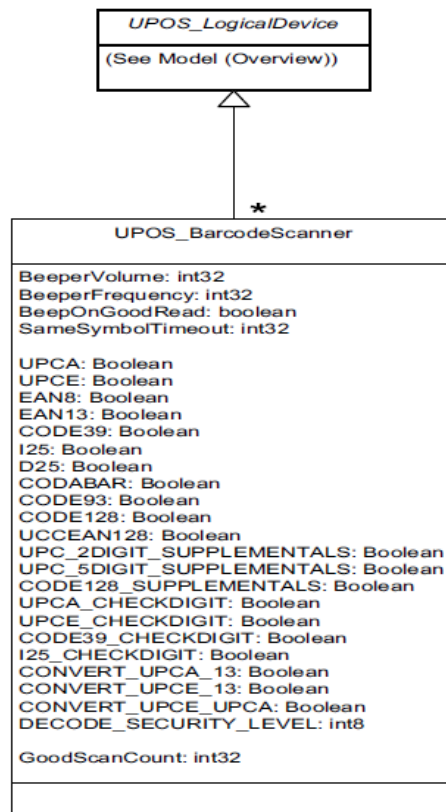 UPOS_LogicalDevice
(See Model (Overview))
*
UPOS_BarcodeScanner
BeeperVolume: int32
BeeperFrequency: int32
BeepOnGoodRead: boolean
SameSymbolTimeout: int32
UPCA: Boolean
UPCE: Boolean
EAN8: Boolean
EAN13: Boolean
CODE39: Boolean
I25: Boolean
D25: Boolean
CODABAR: Boolean
CODE93: Boolean
CODE128: Boolean
UCCEAN128: Boolean
UPC_2DIGIT_SUPPLEMENTALS: Boolean
UPC_5DIGIT_SUPPLEMENTALS: Boolean
CODE128_SUPPLEMENTALS: Boolean
UPCA_CHECKDIGIT: Boolean
UPCE_CHECKDIGIT: Boolean
CODE39_CHECKDIGIT: Boolean
I25_CHECKDIGIT: Boolean
CONVERT_UPCA_13: Boolean
CONVERT_UPCE_13: Boolean
CONVERT_UPCE_UPCA: Boolean
DECODE_SECURITY_LEVEL: int8
GoodScanCount: int32